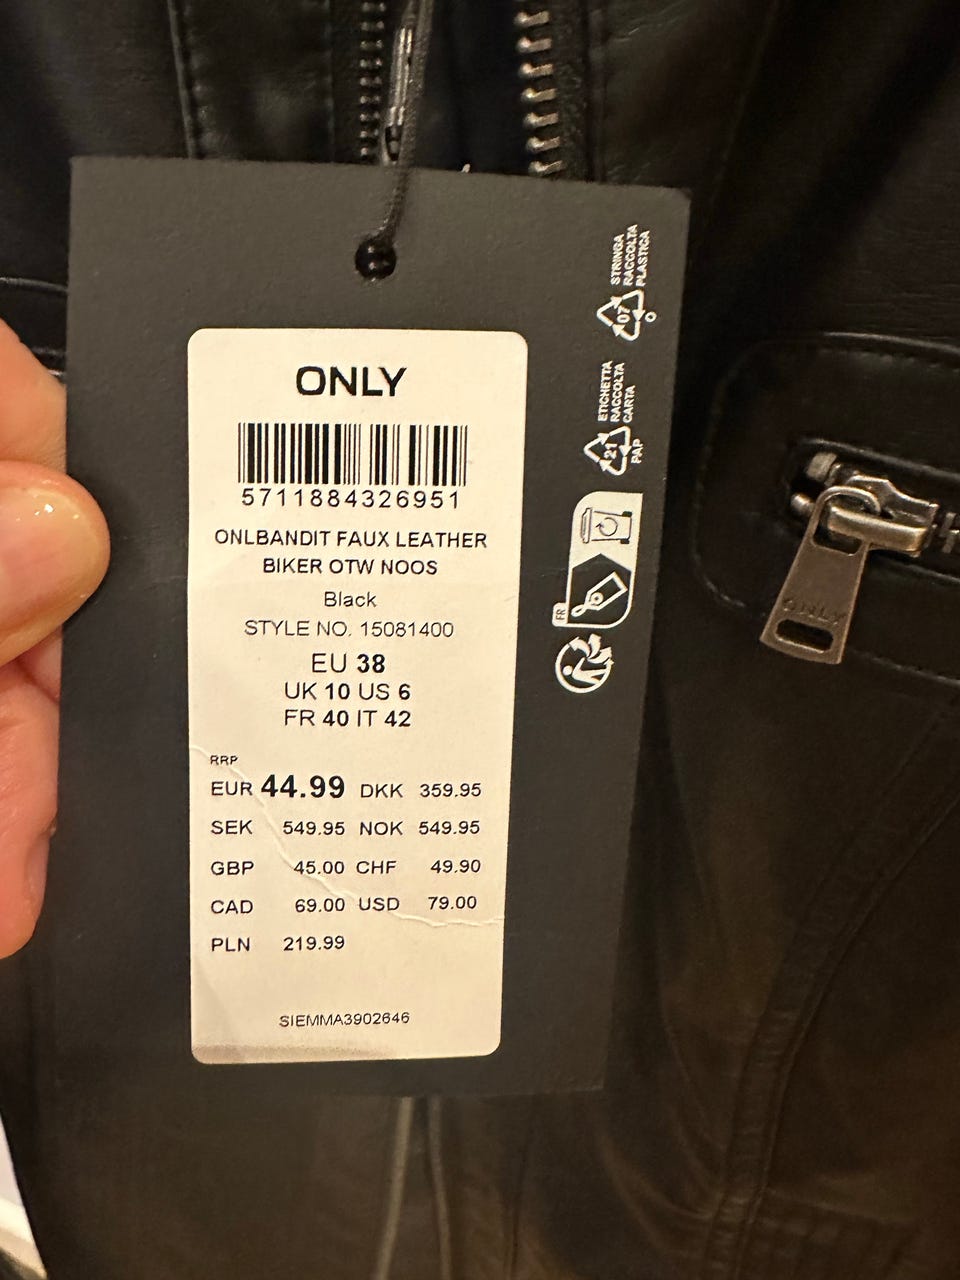 ONLY
5711884326951
ONLBANDIT FAUX LEATHER
BIKER OTW NOOS
Black
STYLE NO. 15081400
EU 38
UK 10 US 6
FR 40 IT 42
RRP
EUR 44.99 DKK 359.95
SEK 549.95 NOK 549.95
GBP 45.00 CHF 49.90
CAD 69.00 USD 79.00
PLN 219.99
SIEMMA3902646
STRINGA
RACCOLTA
PLASTICA
07
O
ETICHETTA
RACCOLTA
CARTA
21
PAP
FR
ONLY